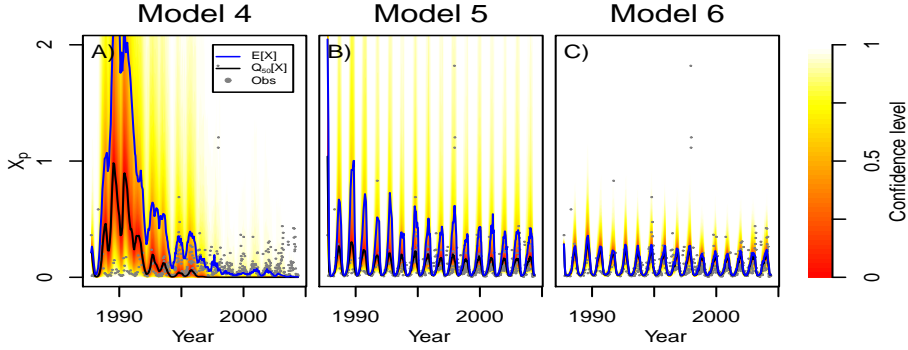 Model 4 Model 5 Model 6
A) B) C)
E[X]
Q₅₀[X]
Obs
2
1
0
Xp
1990 2000 1990 2000 1990 2000
Year Year Year
1
0.5
0
Confidence level